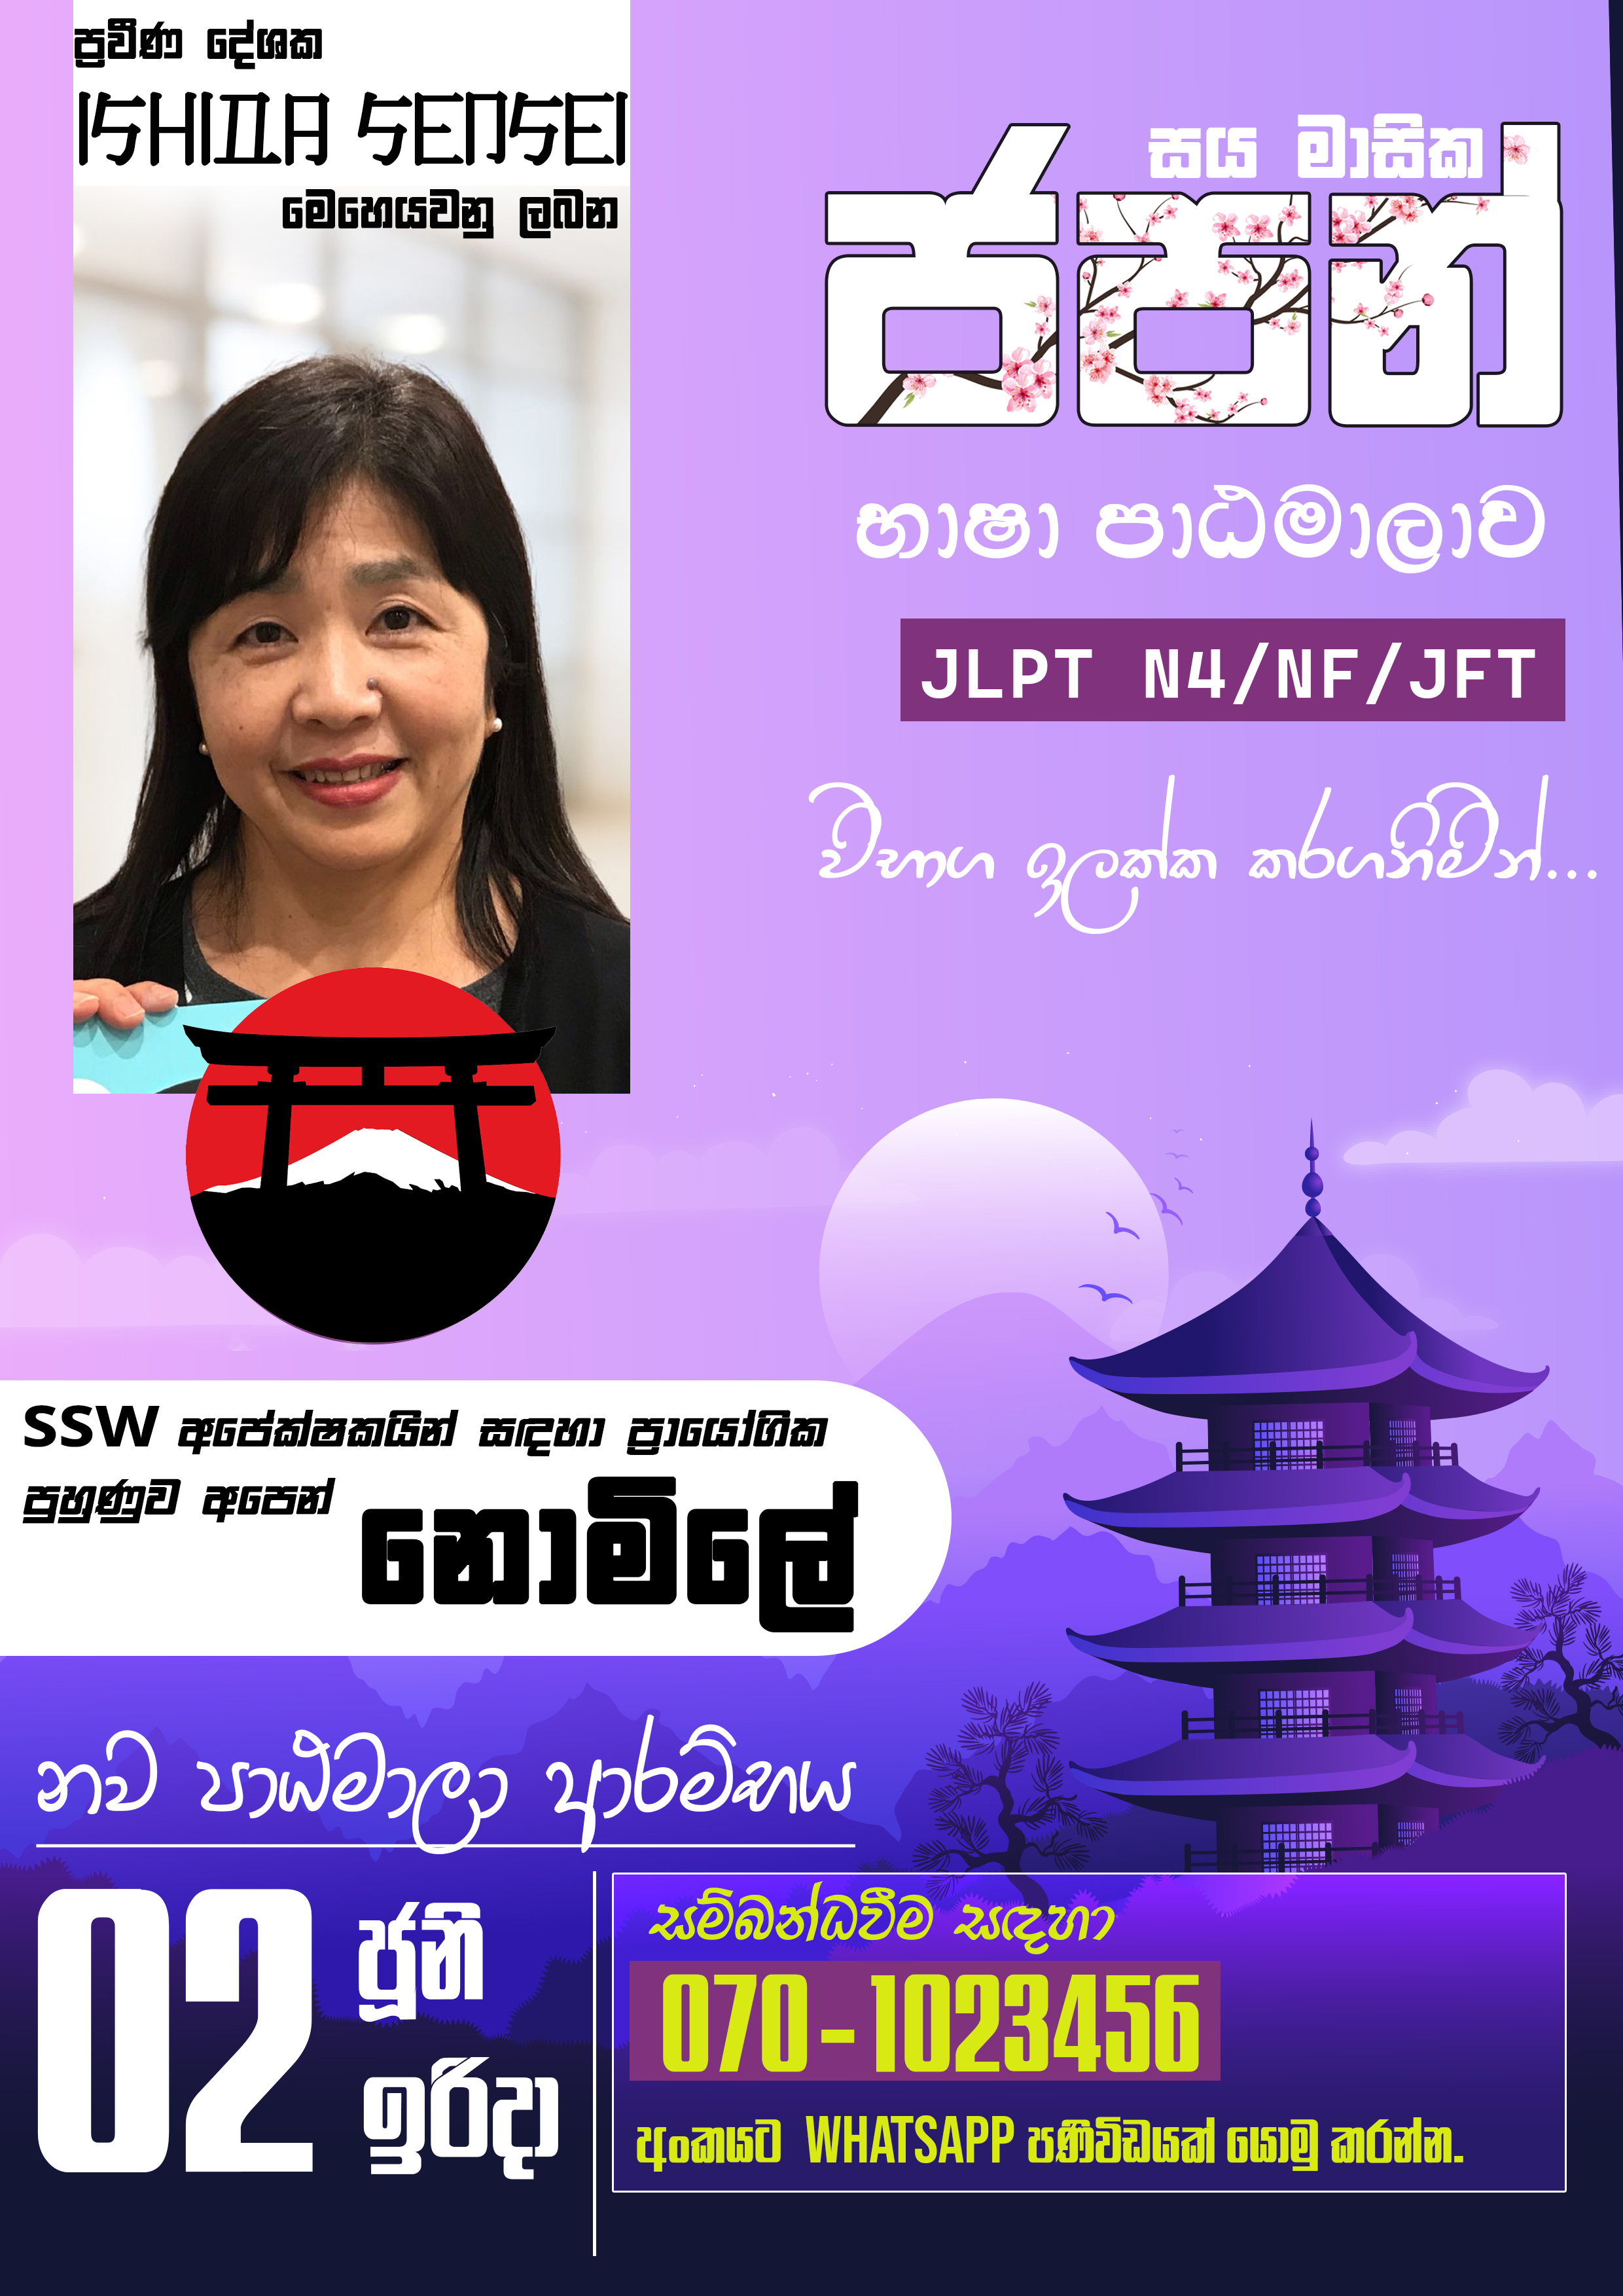 ප්‍රවීණ දේශක
ISHIDA SENSEI
මෙහෙයවනු ලබන
සය මාසික
ජපන්
භාෂා පාඨමාලාව
JLPT N4/NF/JFT
විභාග ඉලක්ක කරගනිමින්...
SSW අපේක්ෂකයින් සඳහා ප්‍රායෝගික
පුහුණුව අපෙන් නොමිලේ
නව පාඨමාලා ආරම්භය
02 ජූනි
ඉරිදා
සම්බන්ධවීම සඳහා
070-1023456
අංකයට WHATSAPP පණිවිඩයක් යොමු කරන්න.